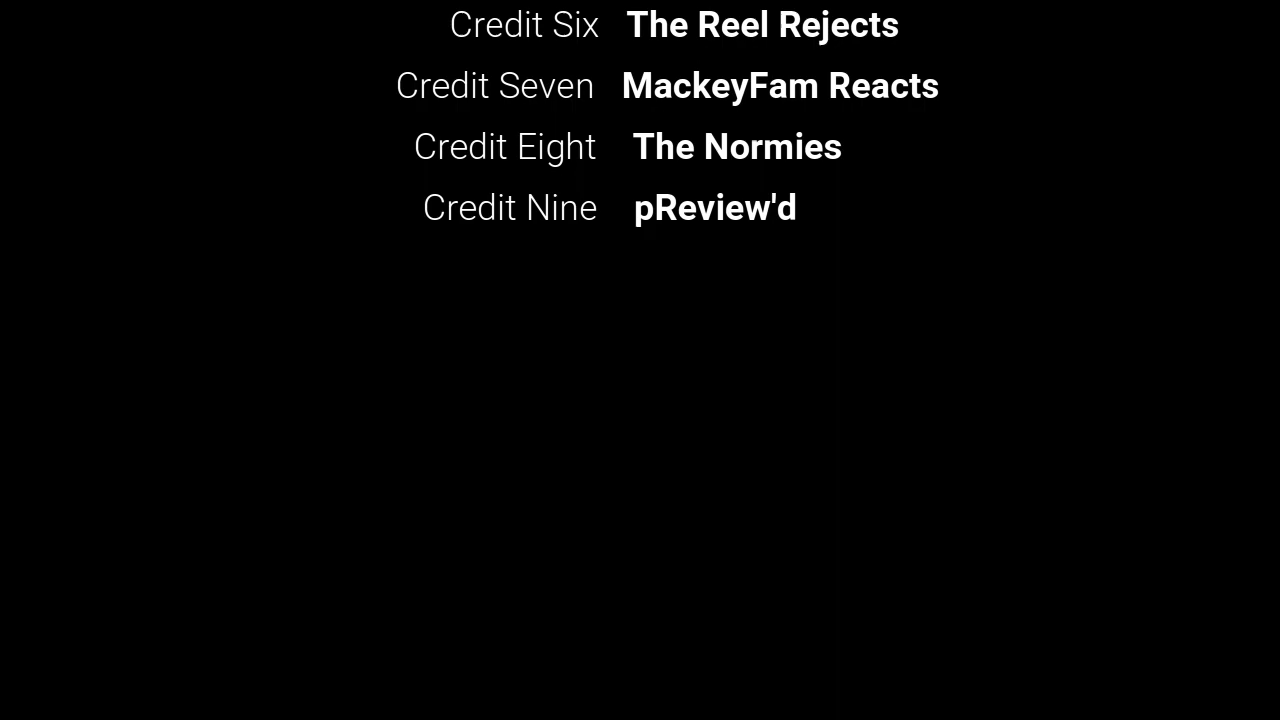 Credit Six The Reel Rejects
Credit Seven MackeyFam Reacts
Credit Eight The Normies
Credit Nine pReview'd